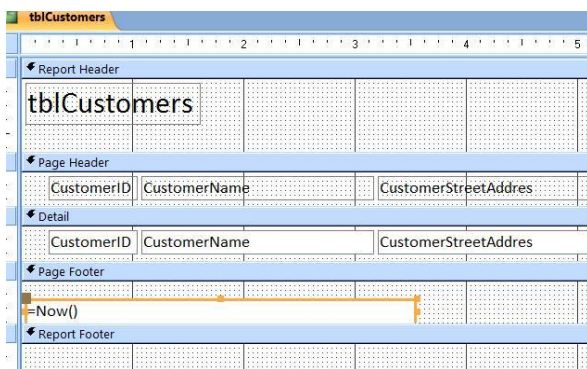 tblCustomers
1 2 3 4 5
Report Header
tblCustomers
Page Header
CustomerID CustomerName CustomerStreetAddres
Detail
CustomerID CustomerName CustomerStreetAddres
Page Footer
=Now()
Report Footer